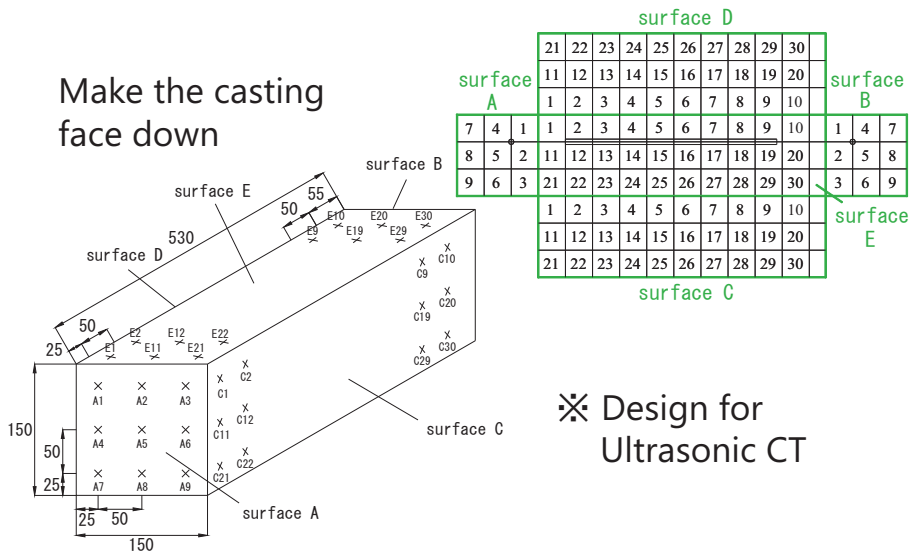 surface D
21 22 23 24 25 26 27 28 29 30
11 12 13 14 15 16 17 18 19 20
1 2 3 4 5 6 7 8 9 10
surface A
surface B
7 4 1 1 2 3 4 5 6 7 8 9 10 1 4 7
8 5 2 11 12 13 14 15 16 17 18 19 20 2 5 8
9 6 3 21 22 23 24 25 26 27 28 29 30 3 6 9
1 2 3 4 5 6 7 8 9 10
11 12 13 14 15 16 17 18 19 20
21 22 23 24 25 26 27 28 29 30
surface E
surface C
Make the casting
face down
surface B
surface E
55
50
530
surface D
E10 E20 E30
E9 E19 E29
C10
C9
C20
C19
C30
C29
50
25
E2 E12 E22
E1 E11 E21
C2
C1
C12
C11
C22
C21
A1 A2 A3
A4 A5 A6
A7 A8 A9
150
50
25
25 50
150
surface C
surface A
※ Design for
Ultrasonic CT